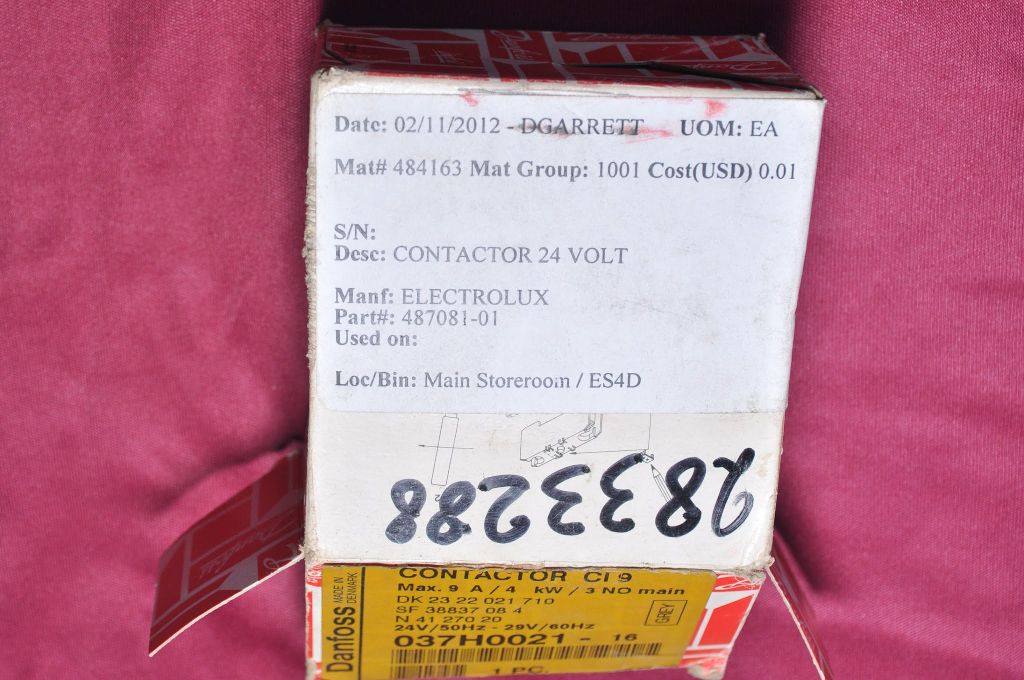 Date: 02/11/2012 - DGARRETT UOM: EA
Mat# 484163 Mat Group: 1001 Cost(USD) 0.01
S/N:
Desc: CONTACTOR 24 VOLT
Manf: ELECTROLUX
Part#: 487081-01
Used on:
Loc/Bin: Main Storeroom / ES4D
2833288
Danfoss
MADE IN
DENMARK
CONTACTOR CI 9
Max. 9 A / 4 kW / 3 NO main
DK 23 22 021 710
SF 38837 08 4
N 41 270 20
24V/50Hz - 29V/60Hz
GREY
037H0021 - 16
1 PC.